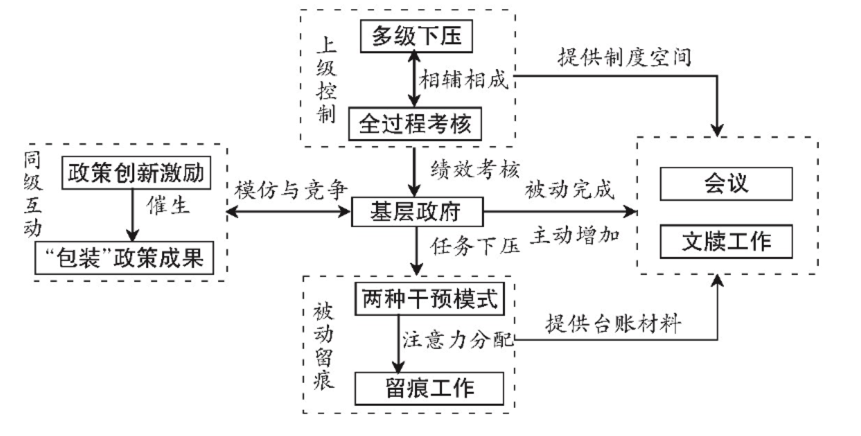 多级下压
上级控制
相辅相成
提供制度空间
全过程考核
同级互动
政策创新激励
催生
“包装”政策成果
模仿与竞争
绩效考核
基层政府
被动完成
主动增加
会议
文牍工作
任务下压
被动留痕
两种干预模式
注意力分配
留痕工作
提供台账材料